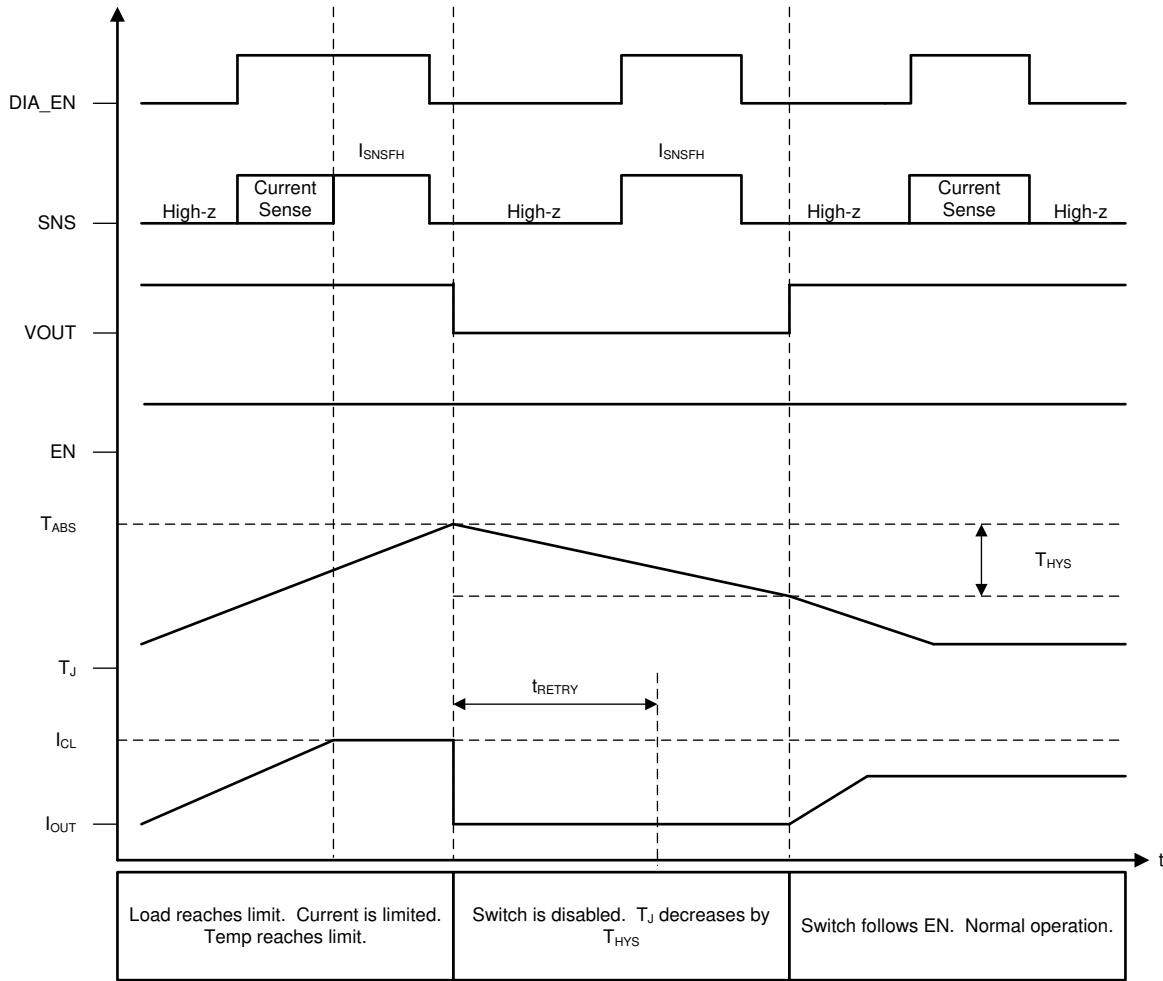 DIA_EN
I_SNSFH
I_SNSFH
Current
Sense
Current
Sense
High-z
High-z
High-z
High-z
SNS
VOUT
EN
T_ABS
T_HYS
T_J
t_RETRY
I_CL
I_OUT
t
Load reaches limit. Current is limited.
Temp reaches limit.
Switch is disabled. T_J decreases by
T_HYS
Switch follows EN. Normal operation.